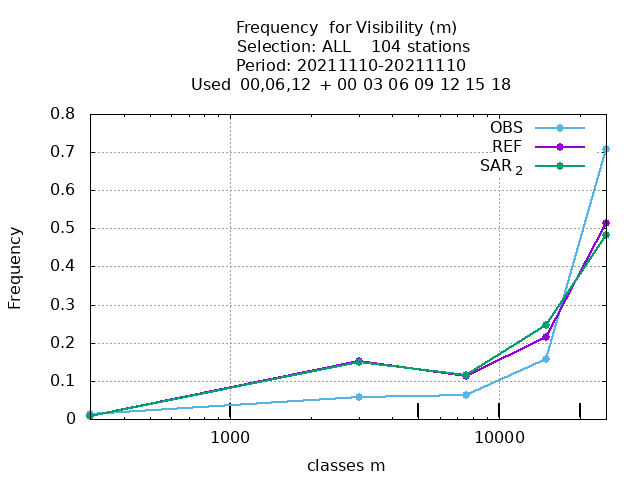 Frequency  for Visibility (m)
Selection: ALL    104 stations
Period: 20211110-20211110
Used  00,06,12  + 00 03 06 09 12 15 18
OBS
REF
SAR 2
0.8
0.7
0.6
0.5
0.4
0.3
0.2
0.1
0
Frequency
1000
10000
classes m